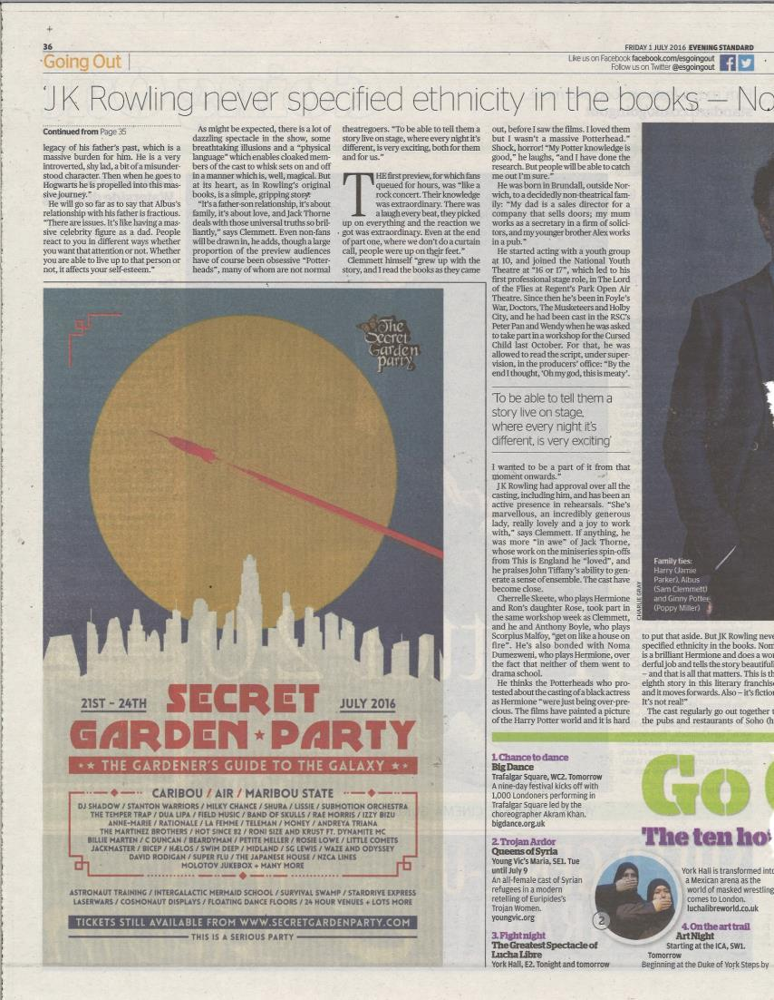 36
FRIDAY 1 JULY 2016 EVENING STANDARD
Going Out
Like us on Facebook facebook.com/esgoingout
Follow us on Twitter @esgoingout
‘JK Rowling never specified ethnicity in the books — No
Continued from Page 35
legacy of his father’s past, which is a
massive burden for him. He is a very
introverted, shy lad, a bit of a misunder-
stood character. Then when he goes to
Hogwarts he is propelled into this mas-
sive journey.”
He will go so far as to say that Albus’s
relationship with his father is fractious.
“There are issues. It’s like having a mas-
sive celebrity figure as a dad. People
react to you in different ways whether
you want that attention or not. Whether
you are able to live up to that person or
not, it affects your self-esteem.”
As might be expected, there is a lot of
dazzling spectacle in the show, some
breathtaking illusions and a “physical
language” which enables cloaked mem-
bers of the cast to whisk sets on and off
in a manner which is, well, magical. But
at its heart, as in Rowling’s original
books, is a simple, gripping story.
“It’s a father-son relationship, it’s about
family, it’s about love, and Jack Thorne
deals with those universal truths so bril-
liantly,” says Clemmett. Even non-fans
will be drawn in, he adds, though a large
proportion of the preview audiences
have of course been obsessive “Potter-
heads”, many of whom are not normal
theatregoers. “To be able to tell them a
story live on stage, where every night it’s
different, is very exciting, both for them
and for us.”
THE first preview, for which fans
queued for hours, was “like a
rock concert. Their knowledge
was extraordinary. There was
a laugh every beat, they picked
up on everything and the reaction we
got was extraordinary. Even at the end
of part one, where we don’t do a curtain
call, people were up on their feet.”
Clemmett himself “grew up with the
story, and I read the books as they came
out, before I saw the films. I loved them
but I wasn’t a massive Potterhead.”
Shock, horror! “My Potter knowledge is
good,” he laughs, “and I have done the
research. But people will be able to catch
me out I’m sure.”
He was born in Brundall, outside Nor-
wich, to a decidedly non-theatrical fam-
ily: “My dad is a sales director for a
company that sells doors; my mum
works as a secretary in a firm of solici-
tors, and my younger brother Alex works
in a pub.”
He started acting with a youth group
at 10, and joined the National Youth
Theatre at “16 or 17”, which led to his
first professional stage role, in The Lord
of the Flies at Regent’s Park Open Air
Theatre. Since then he’s been in Foyle’s
War, Doctors, The Musketeers and Holby
City, and he had been cast in the RSC’s
Peter Pan and Wendy when he was asked
to take part in a workshop for the Cursed
Child last October. For that, he was
allowed to read the script, under super-
vision, in the producers’ office: “By the
end I thought, ‘Oh my god, this is meaty’.
‘To be able to tell them a
story live on stage,
where every night it’s
different, is very exciting’
I wanted to be a part of it from that
moment onwards.”
JK Rowling had approval over all the
casting, including him, and has been an
active presence in rehearsals. “She’s
marvellous, an incredibly generous
lady, really lovely and a joy to work
with,” says Clemmett. If anything, he
was more “in awe” of Jack Thorne,
whose work on the miniseries spin-offs
from This is England he “loved”, and
he praises John Tiffany’s ability to gen-
erate a sense of ensemble. The cast have
become close.
Cherrelle Skeete, who plays Hermione
and Ron’s daughter Rose, took part in
the same workshop week as Clemmett,
and he and Anthony Boyle, who plays
Scorpius Malfoy, “get on like a house on
fire”. He’s also bonded with Noma
Dumezweni, who plays Hermione, over
the fact that neither of them went to
drama school.
He thinks the Potterheads who pro-
tested about the casting of a black actress
as Hermione “were just being over-pre-
cious. The films have painted a picture
of the Harry Potter world and it is hard
CHARLIE GRAY
Family ties:
Harry (Jamie
Parker), Albus
(Sam Clemmett)
and Ginny Potter
(Poppy Miller)
to put that aside. But JK Rowling neve
specified ethnicity in the books. Nom
is a brilliant Hermione and does a won
derful job and tells the story beautifull
– and that is all that matters. This is th
eighth story in this literary franchise
and it moves forwards. Also – it’s fiction
It’s not real!”
The cast regularly go out together t
the pubs and restaurants of Soho (h
The
Secret
Garden
Party
21ST – 24TH
SECRET
JULY 2016
GARDEN ★ PARTY
★★ THE GARDENER’S GUIDE TO THE GALAXY ★★
CARIBOU / AIR / MARIBOU STATE
DJ SHADOW / STANTON WARRIORS / MILKY CHANCE / SHURA / LISSIE / SUBMOTION ORCHESTRA
THE TEMPER TRAP / DUA LIPA / FIELD MUSIC / BAND OF SKULLS / RAE MORRIS / IZZY BIZU
ANNE-MARIE / RATIONALE / LA FEMME / TELEMAN / MONEY / ANDREYA TRIANA
THE MARTINEZ BROTHERS / HOT SINCE 82 / RONI SIZE AND KRUST FT. DYNAMITE MC
BILLIE MARTEN / C DUNCAN / BEARDYMAN / PETITE MELLER / ROSIE LOWE / LITTLE COMETS
JACKMASTER / BICEP / HÆLOS / SWIM DEEP / MIDLAND / SG LEWIS / WAZE AND ODYSSEY
DAVID RODIGAN / SUPER FLU / THE JAPANESE HOUSE / NZCA LINES
MOLOTOV JUKEBOX + MANY MORE
ASTRONAUT TRAINING / INTERGALACTIC MERMAID SCHOOL / SURVIVAL SWAMP / STARDRIVE EXPRESS
LASERWARS / COSMONAUT DISPLAYS / FLOATING DANCE FLOORS / 24 HOUR VENUES + LOTS MORE
TICKETS STILL AVAILABLE FROM WWW.SECRETGARDENPARTY.COM
THIS IS A SERIOUS PARTY
Go
The ten ho
1. Chance to dance
Big Dance
Trafalgar Square, WC2. Tomorrow
A nine-day festival kicks off with
1,000 Londoners performing in
Trafalgar Square led by the
choreographer Akram Khan.
bigdance.org.uk
2. Trojan Ardor
Queens of Syria
Young Vic’s Maria, SE1. Tue
until July 9
An all-female cast of Syrian
refugees in a modern
retelling of Euripides’s
Trojan Women.
youngvic.org
2
3. Fight night
The Greatest Spectacle of
Lucha Libre
York Hall, E2. Tonight and tomorrow
York Hall is transformed into
a Mexican arena as the
world of masked wrestling
comes to London.
luchalibreworld.co.uk
4. On the art trail
Art Night
Starting at the ICA, SW1.
Tomorrow
Beginning at the Duke of York Steps by